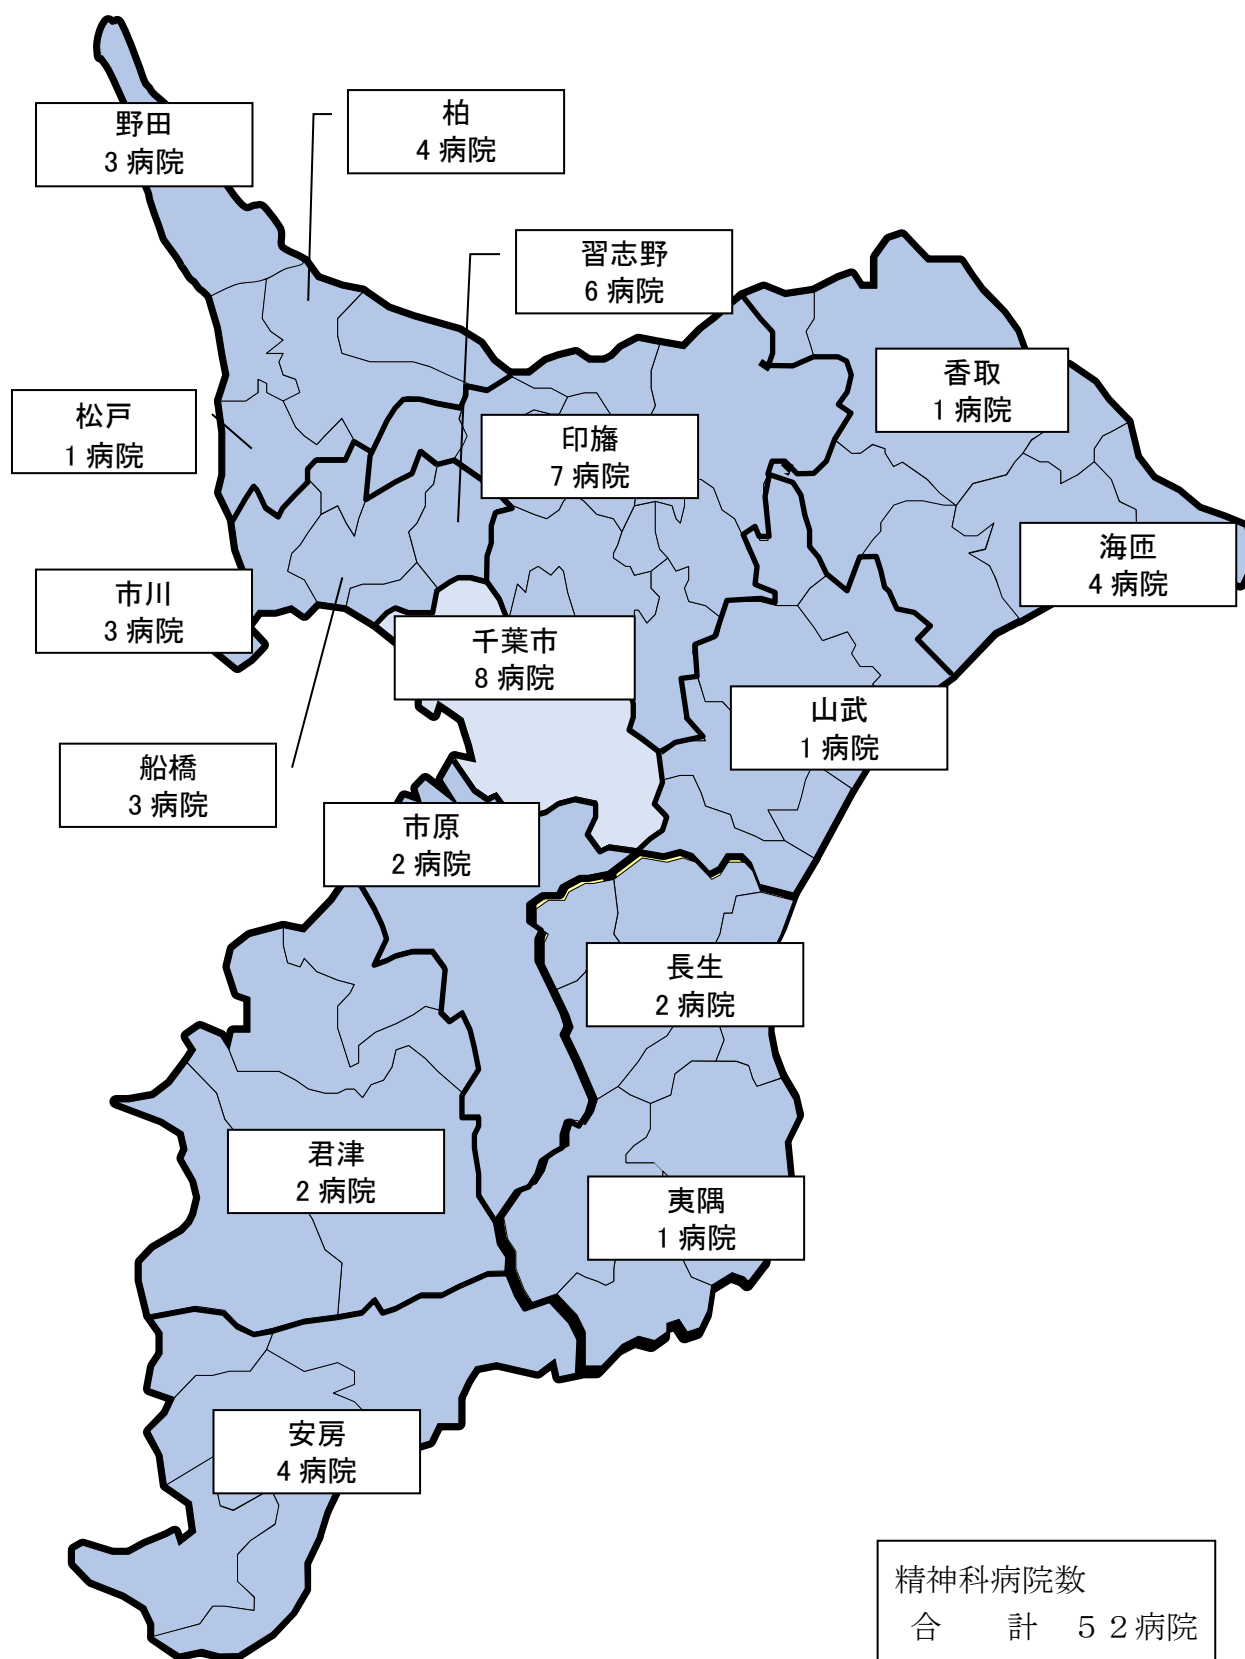 野田
3 病院
柏
4 病院
習志野
6 病院
香取
1 病院
松戸
1 病院
印旛
7 病院
海匝
4 病院
市川
3 病院
千葉市
8 病院
山武
1 病院
船橋
3 病院
市原
2 病院
長生
2 病院
君津
2 病院
夷隅
1 病院
安房
4 病院
精神科病院数
合　　計　５２病院